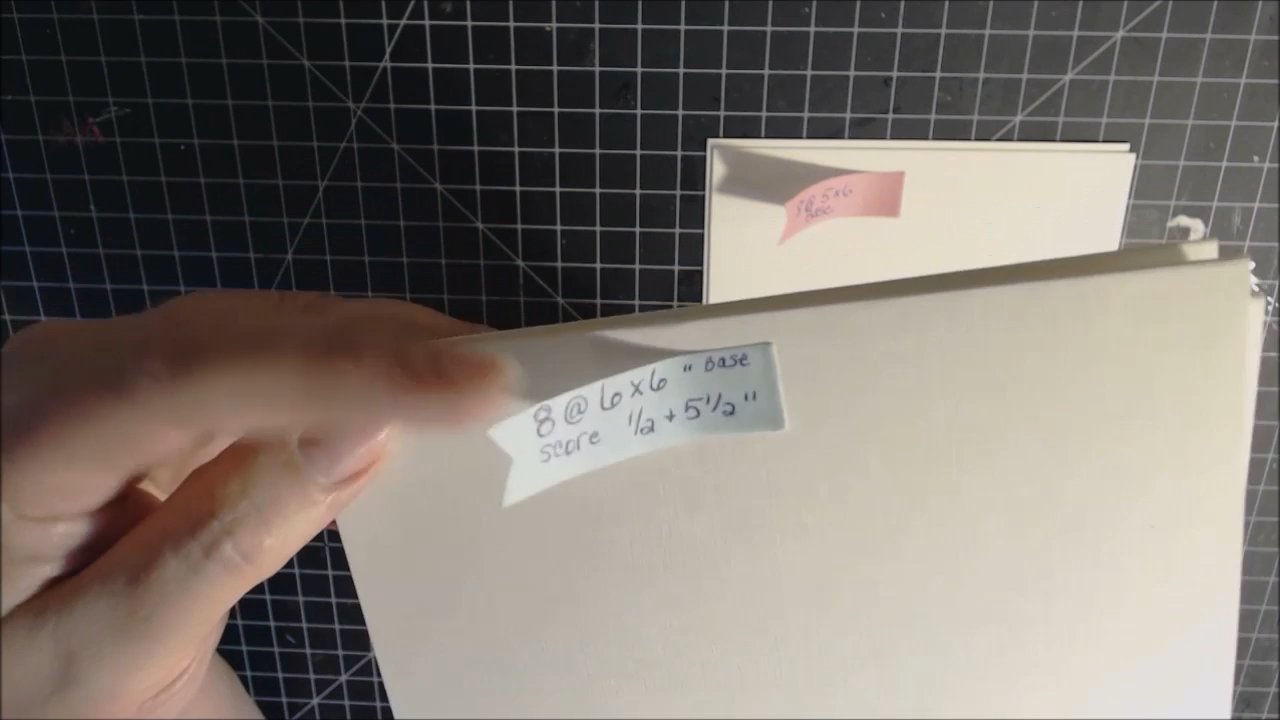 8 @ 5x6
Base
8 @ 6x6 " Base
score 1/2 + 5 1/2 "